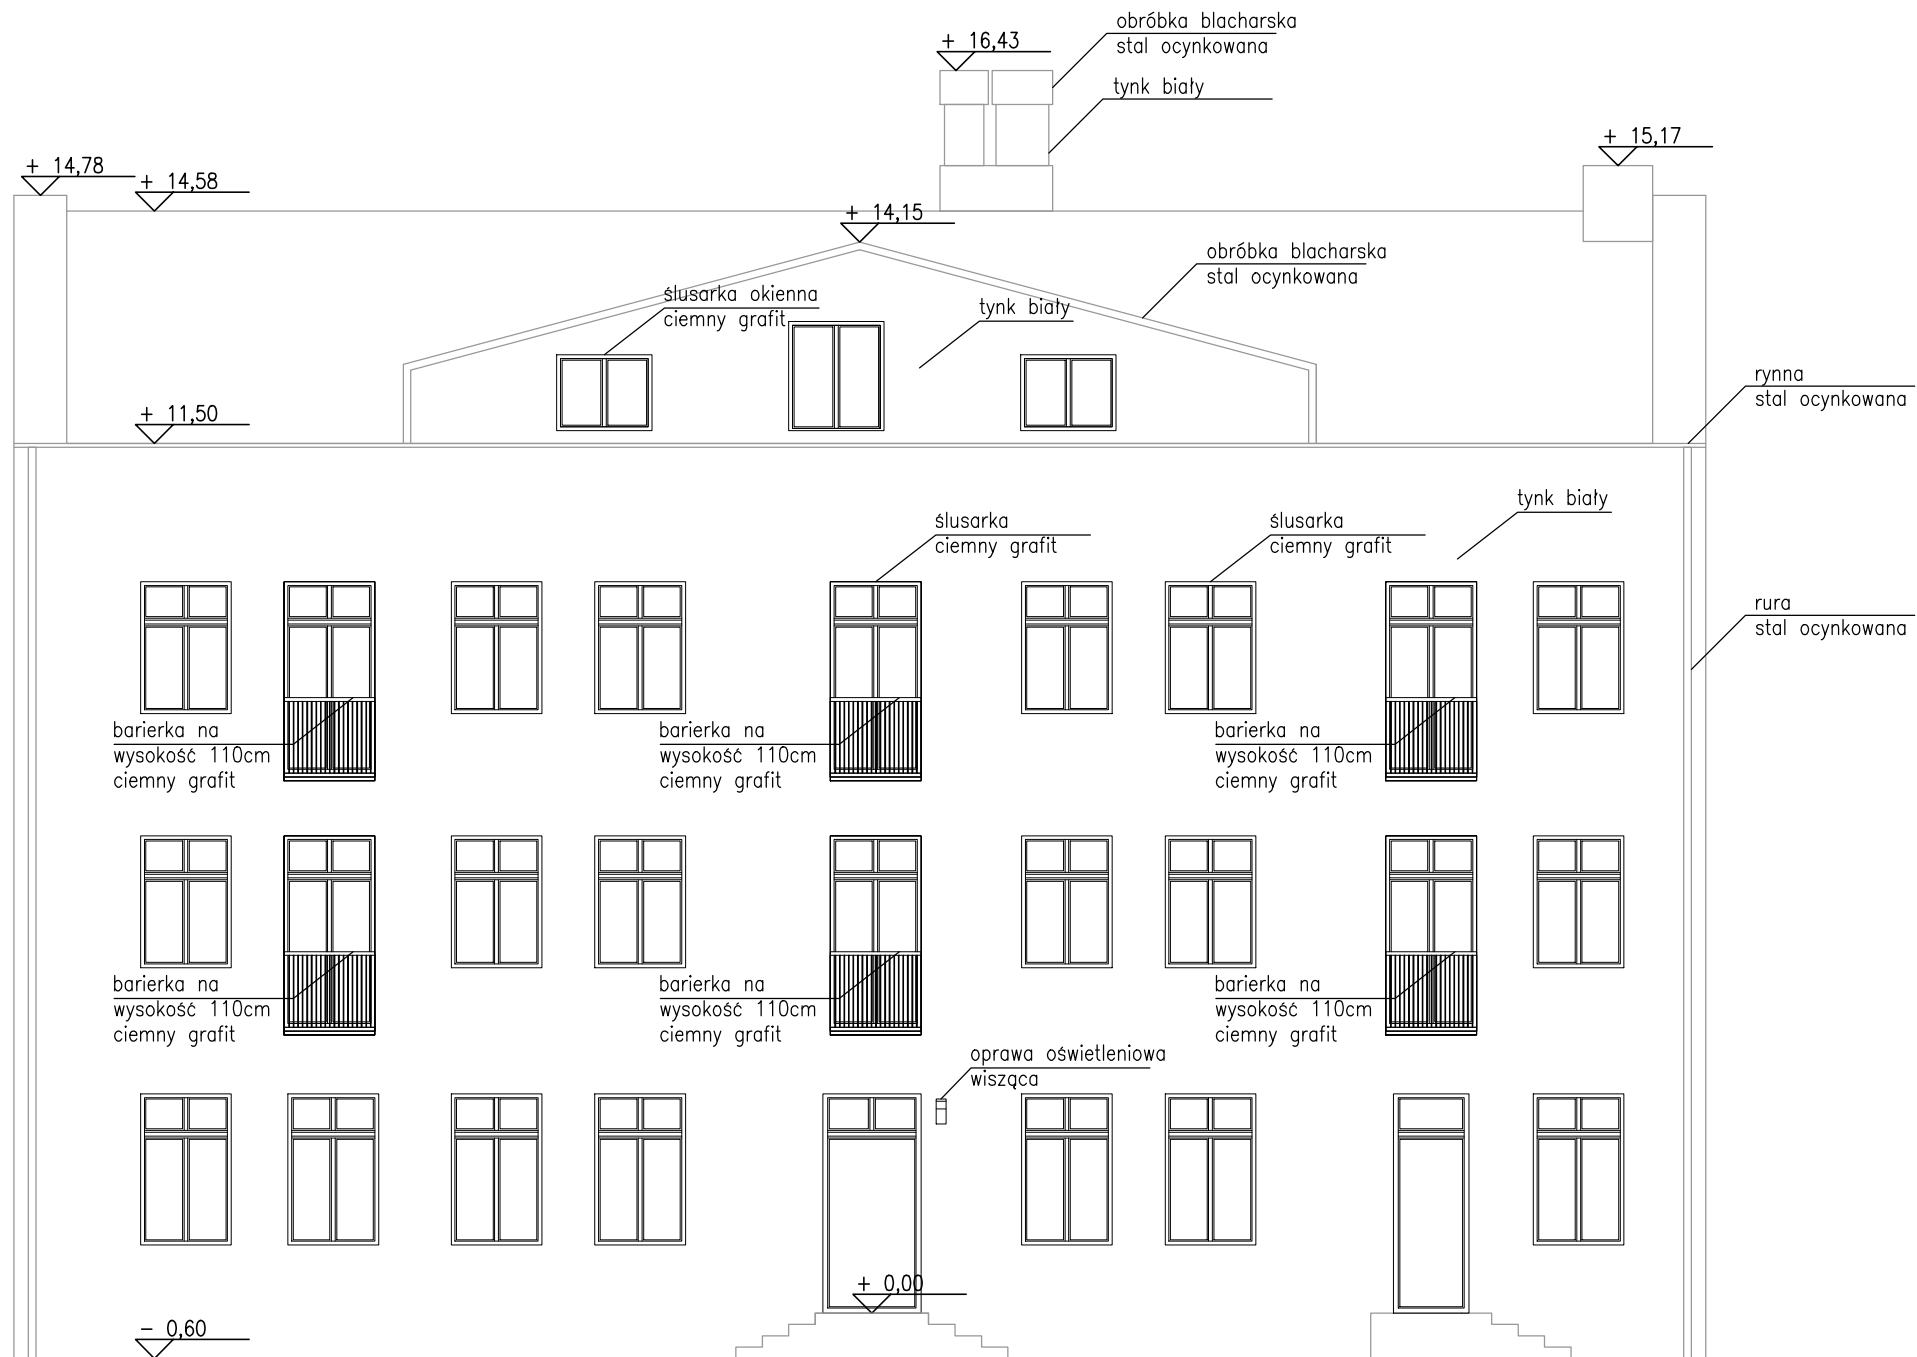 obróbka blacharska
stal ocynkowana
+ 16,43
tynk biały
+ 15,17
+ 14,78
+ 14,58
+ 14,15
obróbka blacharska
stal ocynkowana
ślusarka okienna
ciemny grafit
tynk biały
rynna
stal ocynkowana
+ 11,50
tynk biały
ślusarka
ciemny grafit
ślusarka
ciemny grafit
rura
stal ocynkowana
barierka na
wysokość 110cm
ciemny grafit
barierka na
wysokość 110cm
ciemny grafit
barierka na
wysokość 110cm
ciemny grafit
barierka na
wysokość 110cm
ciemny grafit
barierka na
wysokość 110cm
ciemny grafit
barierka na
wysokość 110cm
ciemny grafit
oprawa oświetleniowa
wisząca
+ 0,00
− 0,60